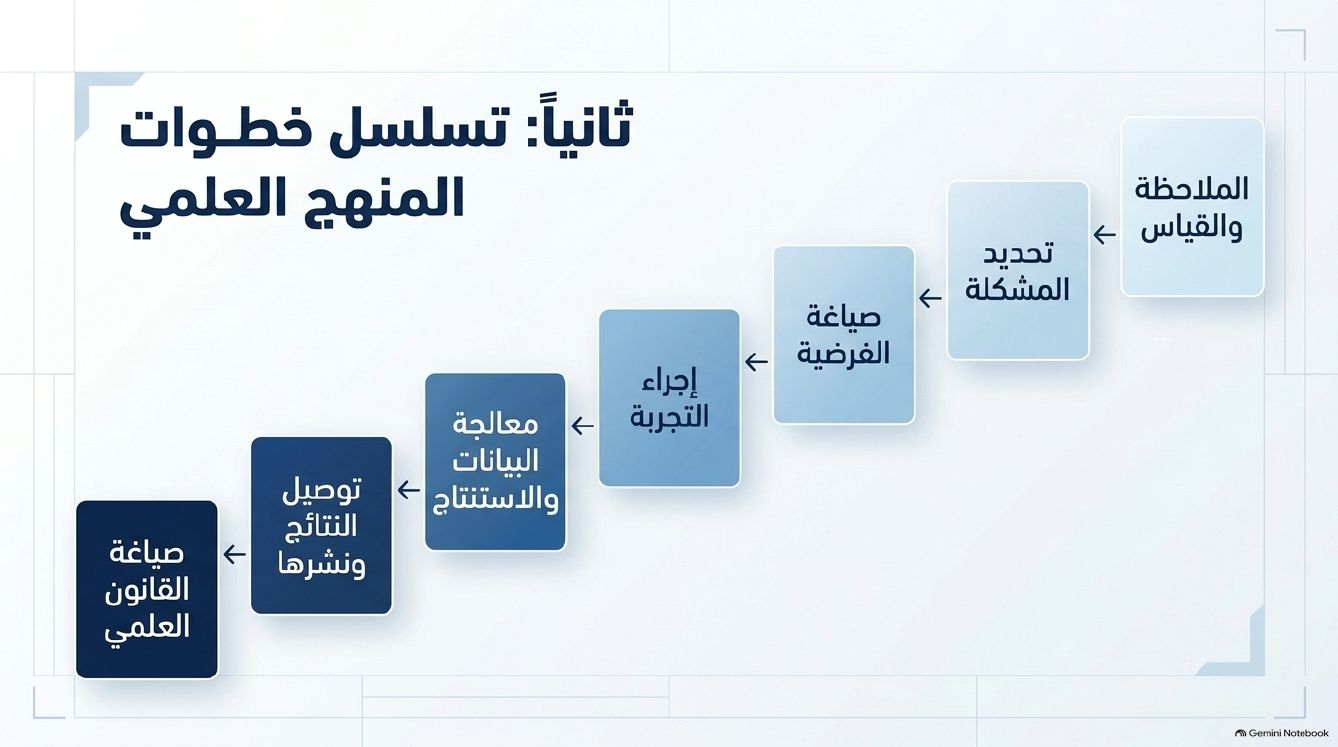 ثانياً: تسلسل خطـوات
المنهج العلمي
الملاحظة
والقياس
تحديد
المشكلة
صياغة
الفرضية
إجراء
التجربة
معالجة
البيانات
والاستنتاج
توصيل
النتائج
ونشرها
صياغة
القانون
العلمي
Gemini Notebook